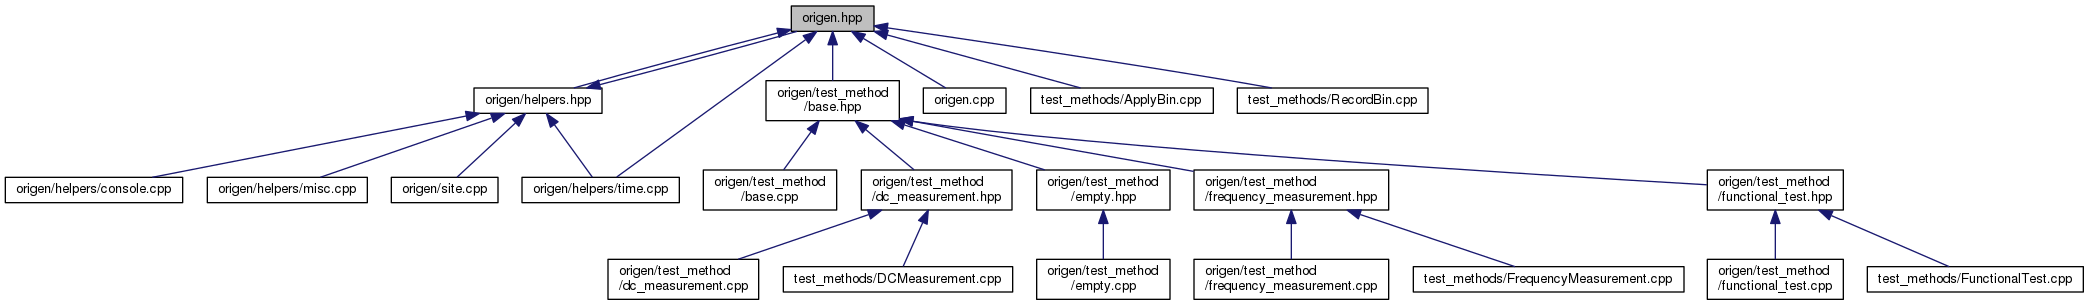 origen.hpp
origen/helpers.hpp
origen/test_method
/base.hpp
origen.cpp
test_methods/ApplyBin.cpp
test_methods/RecordBin.cpp
origen/helpers/console.cpp
origen/helpers/misc.cpp
origen/site.cpp
origen/helpers/time.cpp
origen/test_method
/base.cpp
origen/test_method
/dc_measurement.hpp
origen/test_method
/empty.hpp
origen/test_method
/frequency_measurement.hpp
origen/test_method
/functional_test.hpp
origen/test_method
/dc_measurement.cpp
test_methods/DCMeasurement.cpp
origen/test_method
/empty.cpp
origen/test_method
/frequency_measurement.cpp
test_methods/FrequencyMeasurement.cpp
origen/test_method
/functional_test.cpp
test_methods/FunctionalTest.cpp